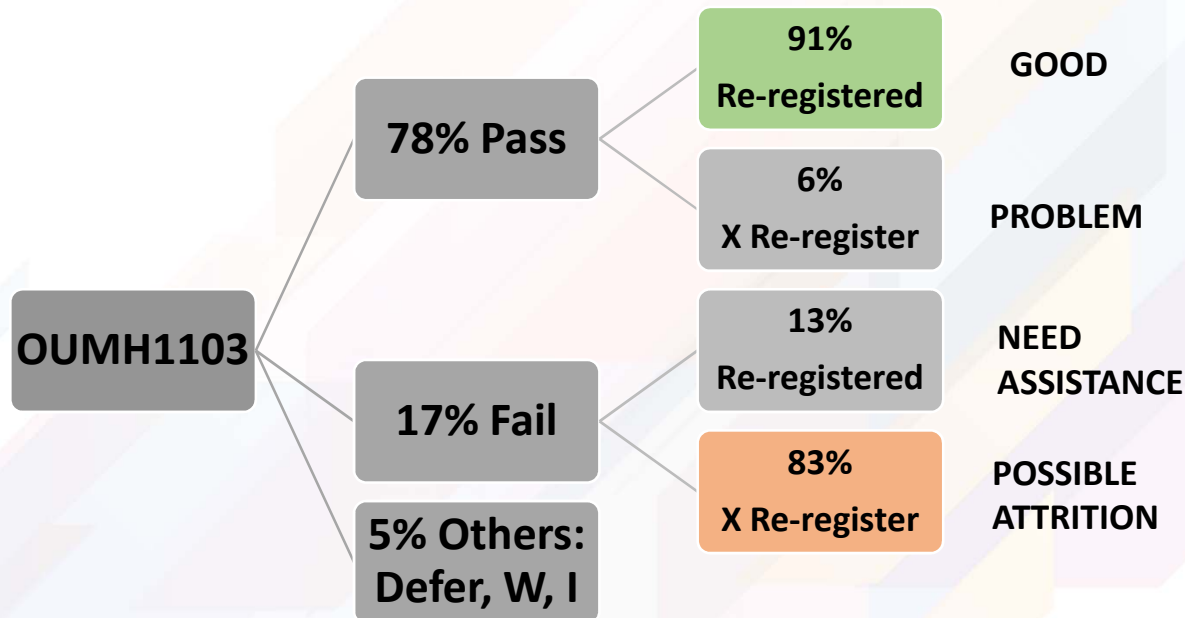 OUMH1103
78% Pass
91%
Re-registered
GOOD
6%
X Re-register
PROBLEM
17% Fail
13%
Re-registered
NEED
ASSISTANCE
83%
X Re-register
POSSIBLE
ATTRITION
5% Others:
Defer, W, I